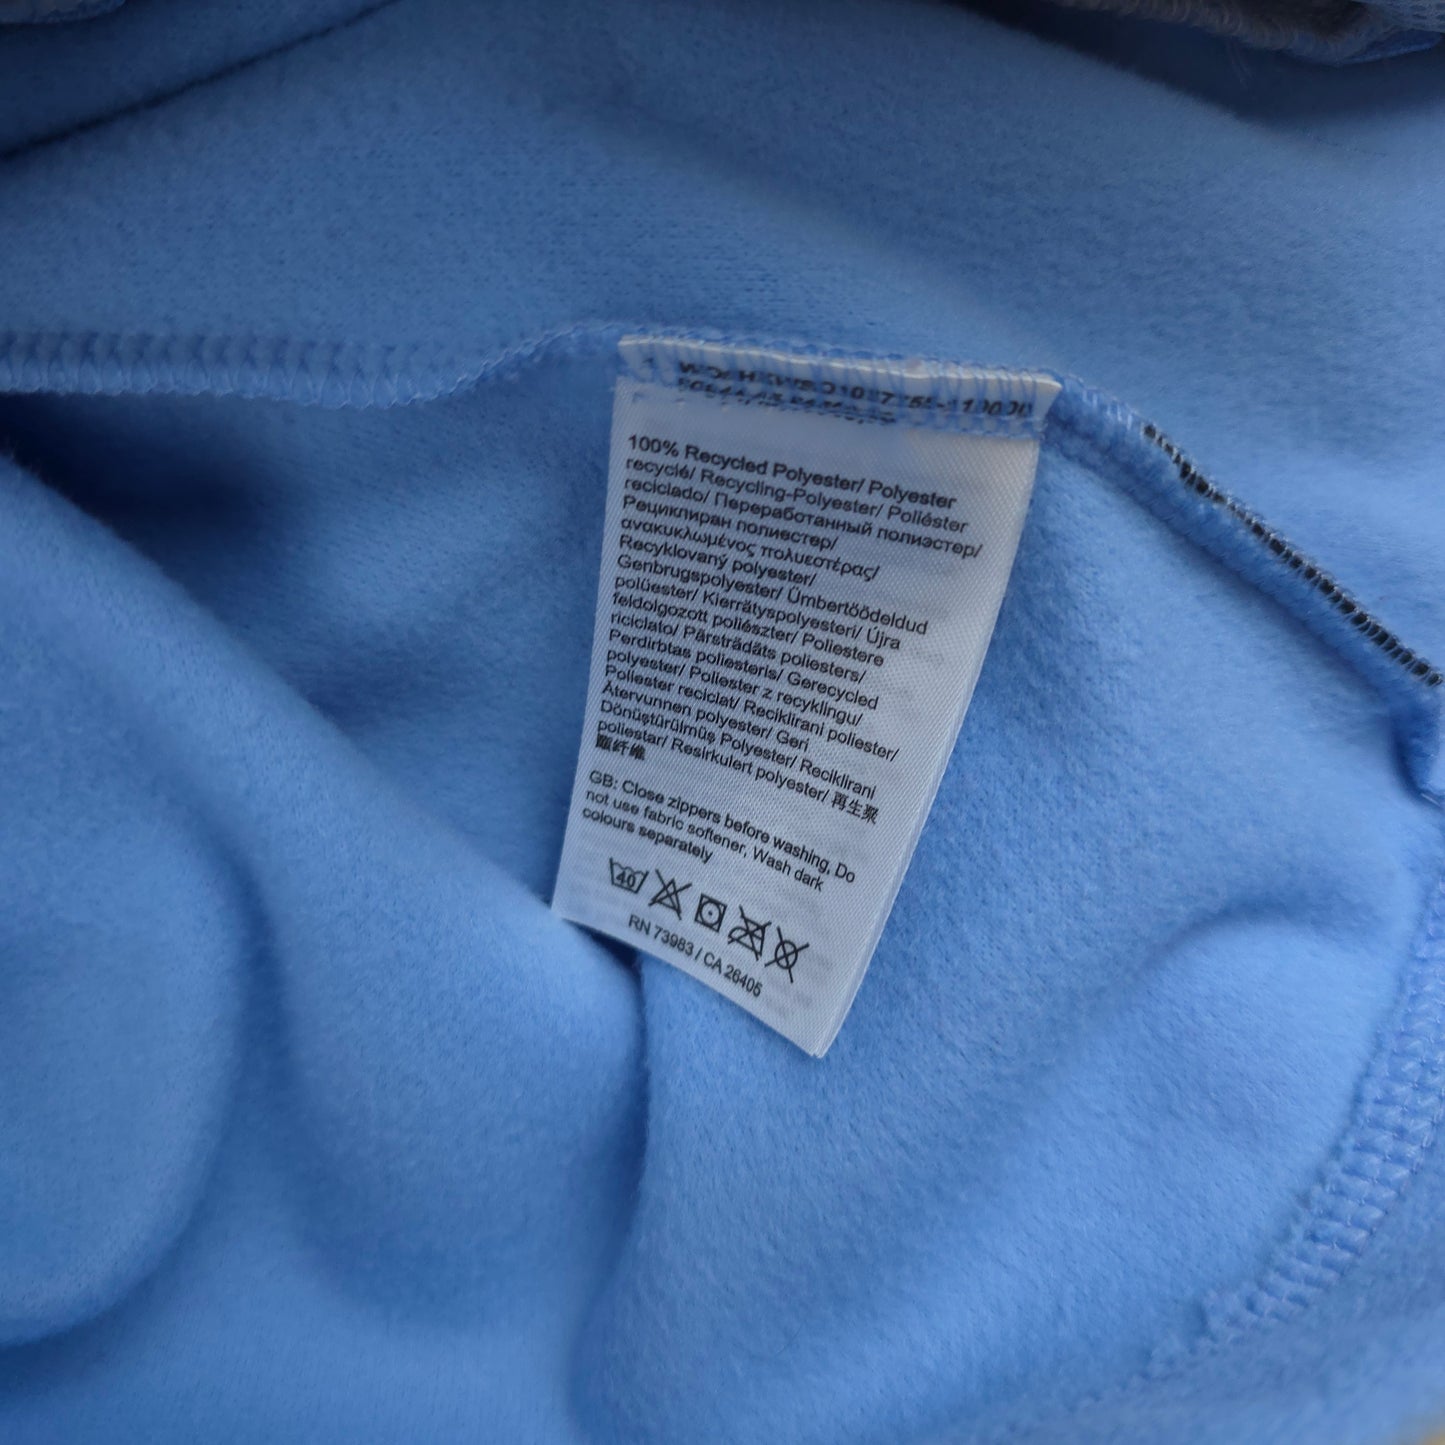 100% Recycled Polyester/ Polyester
recyclé/ Recycling-Polyester/ Poliéster
reciclado/ Переработанный полиэстер/
Рециклиран полиестер/
ανακυκλωμένος πολυεστέρας/
Recyklovaný polyester/
Genbrugspolyester/ Ümbertöödeldud
polüester/ Kierrätyspolyesteri/ Újra
feldolgozott poliészter/ Poliestere
riciclato/ Pārstrādāts poliesters/
Perdirbtas poliesteris/ Gerecycled
polyester/ Poliester z recyklingu/
Poliester reciclat/ Reciklirani poliester/
Återvunnen polyester/ Geri
Dönüştürülmüş Polyester/ Reciklirani
poliestar/ Resirkulert polyester/ 再生聚
酯纤维
GB: Close zippers before washing, Do
not use fabric softener, Wash dark
colours separately
40
RN 73983 / CA 26405